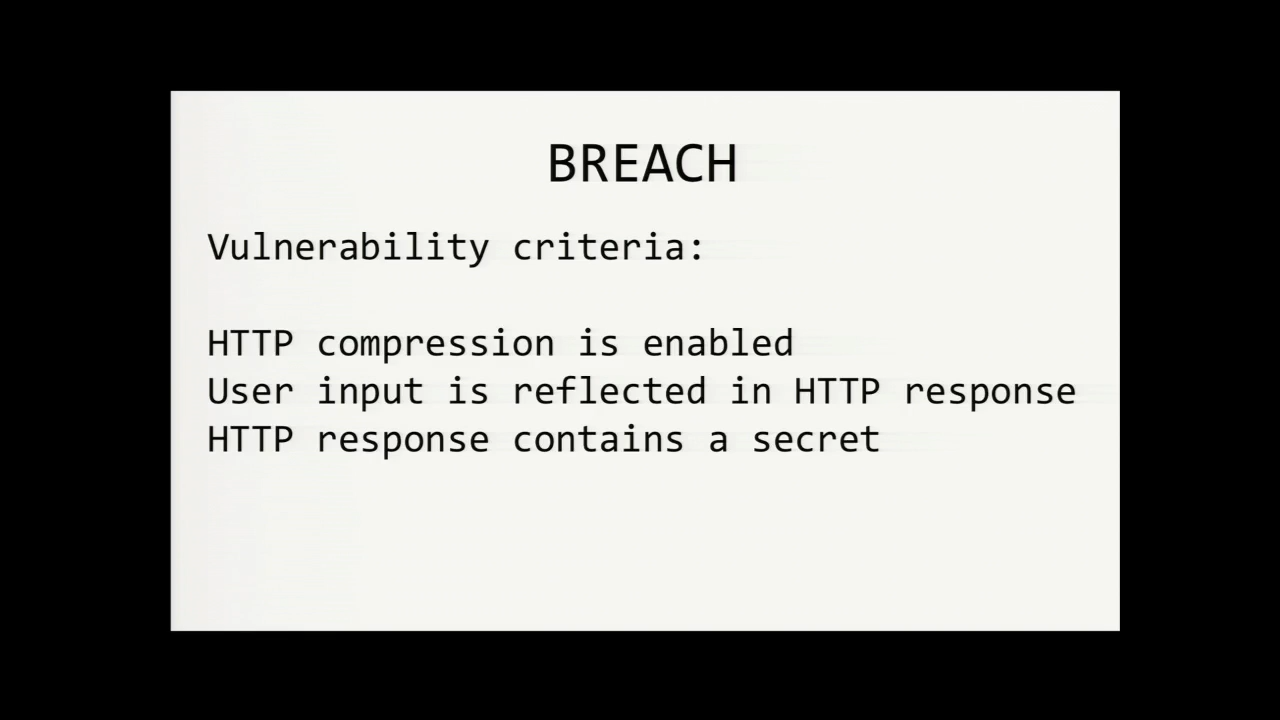 BREACH
Vulnerability criteria:
HTTP compression is enabled
User input is reflected in HTTP response
HTTP response contains a secret